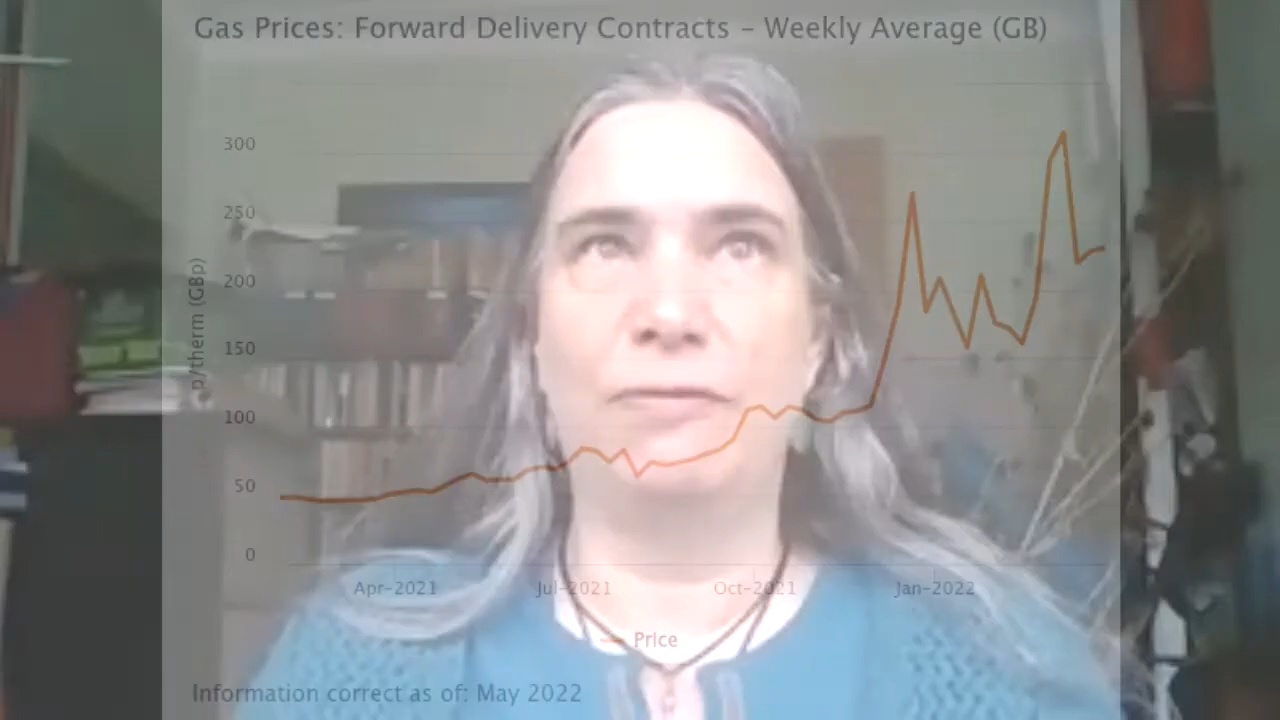 Gas Prices: Forward Delivery Contracts – Weekly Average (GB)
300
250
200
150
100
50
0
p/therm (GBp)
Apr-2021 Jul-2021 Oct-2021 Jan-2022
Price
Information correct as of: May 2022